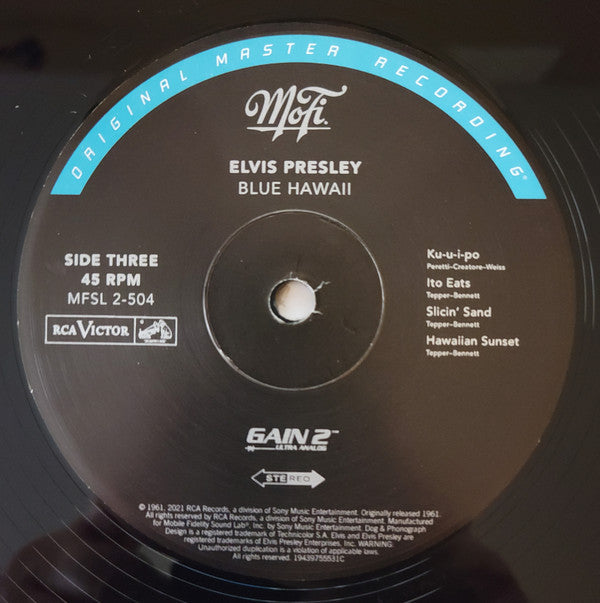 ORIGINAL MASTER RECORDING®
MoFi.
ELVIS PRESLEY
BLUE HAWAII
SIDE THREE
45 RPM
MFSL 2-504
RCA VICTOR
Ku-u-i-po
Peretti-Creatore-Weiss
Ito Eats
Tepper-Bennett
Slicin' Sand
Tepper-Bennett
Hawaiian Sunset
Tepper-Bennett
GAIN 2™
ULTRA ANALOG
STEREO
© 1961, 2021 RCA Records, a division of Sony Music Entertainment. Originally released 1961.
All rights reserved by RCA Records, a division of Sony Music Entertainment. Manufactured
for Mobile Fidelity Sound Lab®, Inc. by Sony Music Entertainment. Dog & Phonograph
Design is a registered trademark of Technicolor S.A. Elvis and Elvis Presley are
registered trademarks of Elvis Presley Enterprises, Inc. WARNING:
Unauthorized duplication is a violation of applicable laws.
All rights reserved. 19439755531C